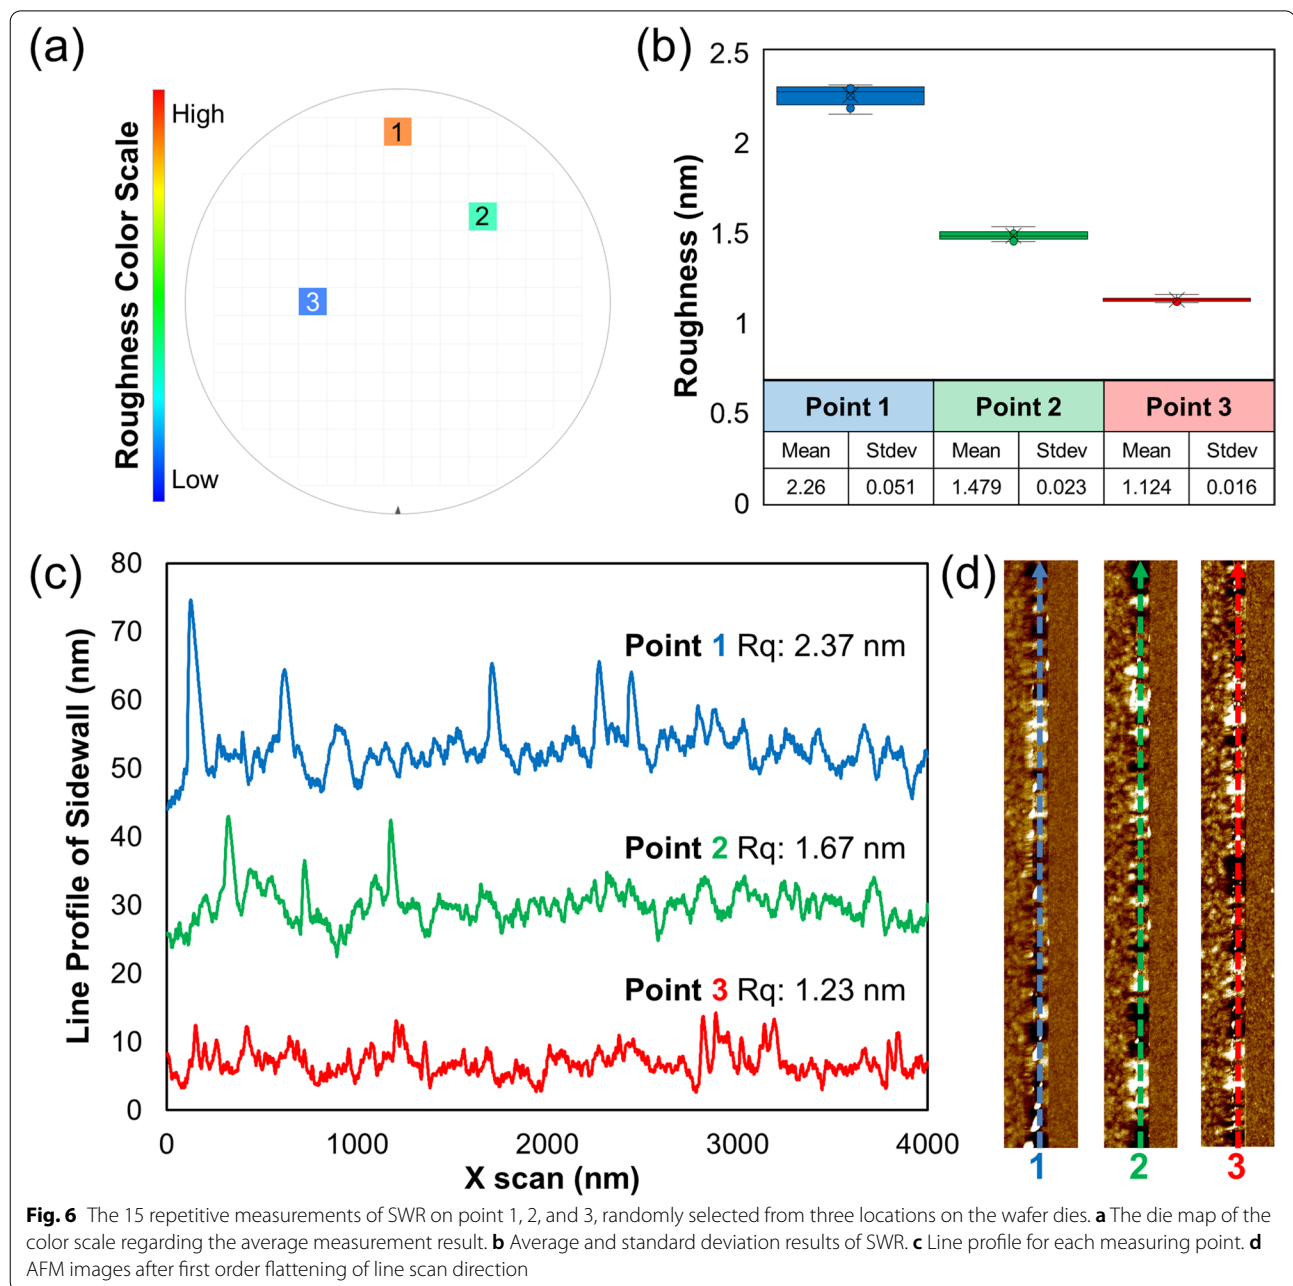 (a)
Roughness Color Scale
High
Low
1
2
3
(b)
Roughness (nm)
2.5
2
1.5
1
0.5
0
Point 1 Point 2 Point 3
Mean Stdev Mean Stdev Mean Stdev
2.26 0.051 1.479 0.023 1.124 0.016
(c)
Line Profile of Sidewall (nm)
80
70
60
50
40
30
20
10
0
Point 1 Rq: 2.37 nm
Point 2 Rq: 1.67 nm
Point 3 Rq: 1.23 nm
0 1000 2000 3000 4000
X scan (nm)
(d)
1 2 3
Fig. 6 The 15 repetitive measurements of SWR on point 1, 2, and 3, randomly selected from three locations on the wafer dies. a The die map of the
color scale regarding the average measurement result. b Average and standard deviation results of SWR. c Line profile for each measuring point. d
AFM images after first order flattening of line scan direction